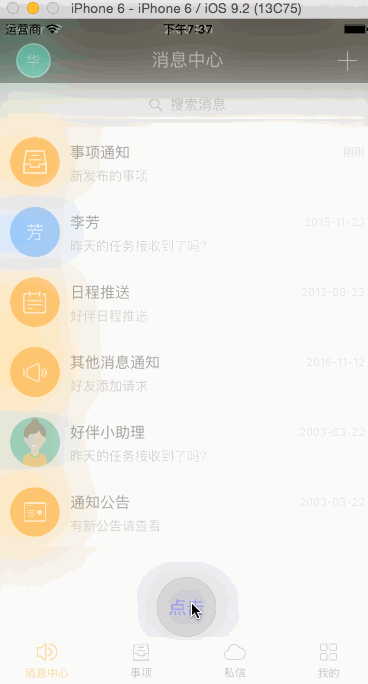 iPhone 6 - iPhone 6 / iOS 9.2 (13C75)
运营商 下午7:37
华 消息中心
搜索消息
事项通知 刚刚
新发布的事项
芳 李芳 2015-11-23
昨天的任务接收到了吗?
日程推送 2012-09-22
好伴日程推送
其他消息通知 2015-11-12
好友添加请求
好伴小助理 2003-03-22
昨天的任务接收到了吗?
通知公告 2003-03-22
有新公告请查看
点击
消息中心 事项 私信 我的